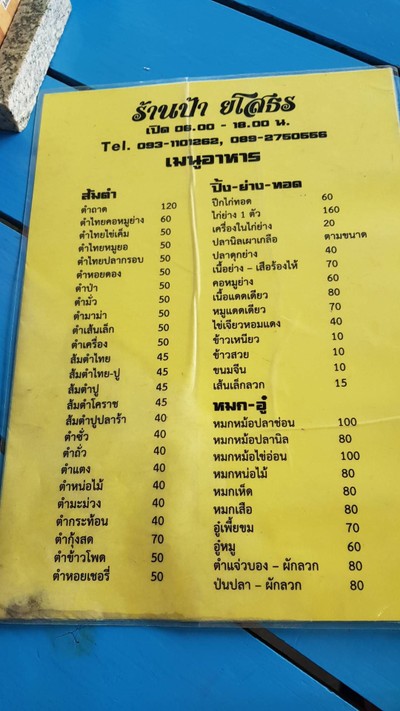 ร้านป้า ยโสธร
เปิด 06.00 - 18.00 น.
Tel. 093-1101262, 089-2750556
เมนูอาหาร
ส้มตำ
ตำถาด 120
ตำไทยคอหมูย่าง 60
ตำไทยไข่เค็ม 50
ตำไทยหมูยอ 50
ตำไทยปลากรอบ 50
ตำหอยดอง 50
ตำป่า 50
ตำมั่ว 50
ตำมาม่า 50
ตำเส้นเล็ก 50
ตำเครื่อง 50
ส้มตำไทย 45
ส้มตำไทย-ปู 45
ส้มตำปู 45
ส้มตำโคราช 45
ส้มตำปูปลาร้า 40
ตำซั่ว 40
ตำถั่ว 40
ตำแตง 40
ตำหน่อไม้ 40
ตำมะม่วง 40
ตำกระท้อน 40
ตำกุ้งสด 70
ตำข้าวโพด 50
ตำหอยเชอรี่ 50
ปิ้ง-ย่าง-ทอด
ปีกไก่ทอด 60
ไก่ย่าง 1 ตัว 160
เครื่องในไก่ย่าง 20
ปลานิลเผาเกลือ ตามขนาด
ปลาดุกย่าง 40
เนื้อย่าง - เสือร้องไห้ 70
คอหมูย่าง 60
เนื้อแดดเดียว 80
หมูแดดเดียว 70
ไข่เจียวหอมแดง 40
ข้าวเหนียว 10
ข้าวสวย 10
ขนมจีน 10
เส้นเล็กลวก 15
หมก-อู๋
หมกหม้อปลาช่อน 100
หมกหม้อปลานิล 80
หมกหม้อไข่อ่อน 100
หมกหน่อไม้ 80
หมกเห็ด 80
หมกเสือ 80
อู๋เพี้ยขม 70
อู๋หมู 60
ตำแจ่วบอง – ผักลวก 80
ป่นปลา – ผักลวก 80